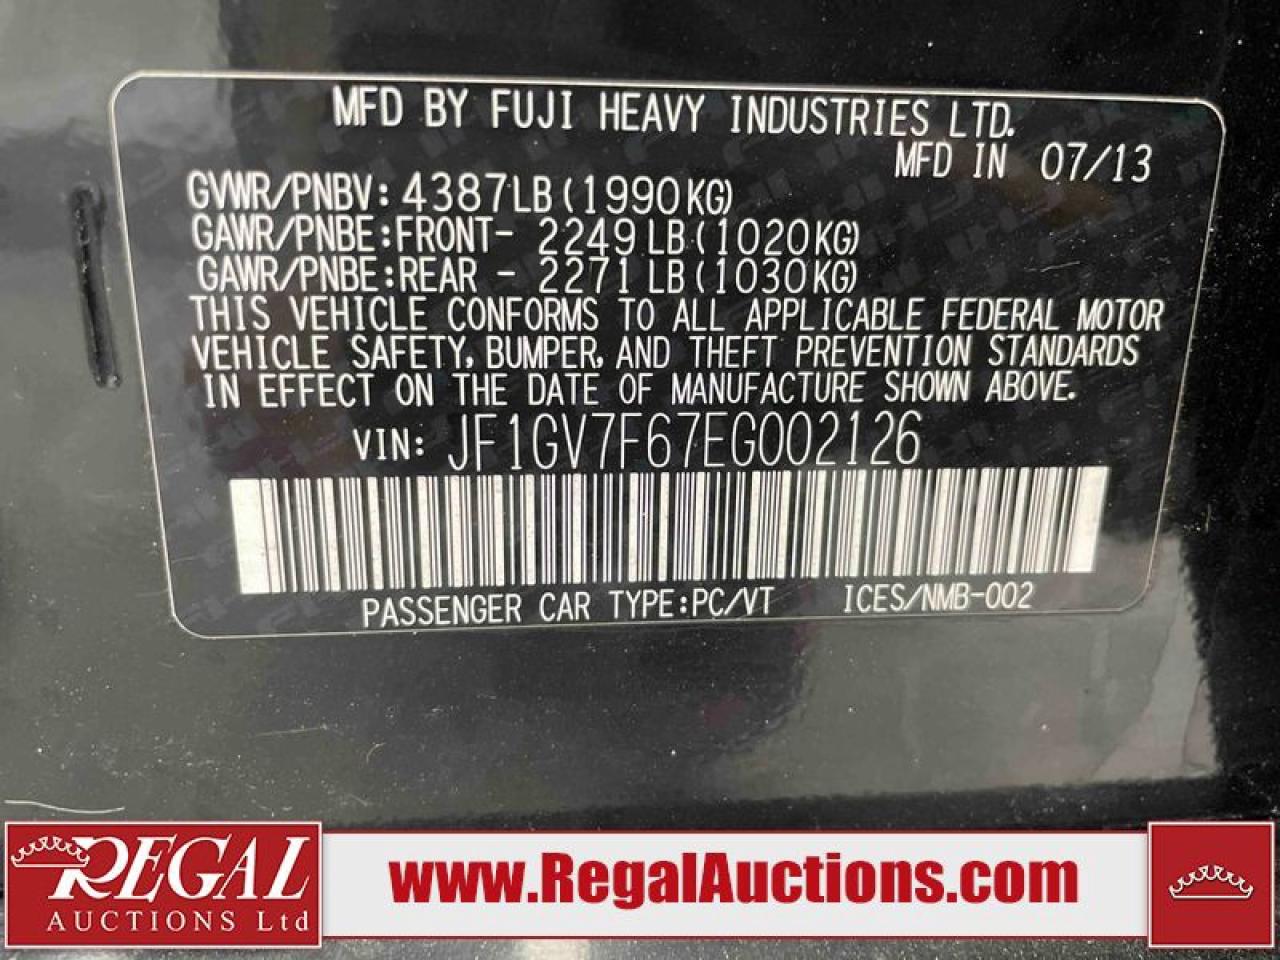 MFD BY FUJI HEAVY INDUSTRIES LTD.
MFD IN 07/13
GVWR/PNBV: 4387LB (1990KG)
GAWR/PNBE:FRONT- 2249LB (1020KG)
GAWR/PNBE:REAR - 2271LB (1030KG)
THIS VEHICLE CONFORMS TO ALL APPLICABLE FEDERAL MOTOR
VEHICLE SAFETY, BUMPER, AND THEFT PREVENTION STANDARDS
IN EFFECT ON THE DATE OF MANUFACTURE SHOWN ABOVE.
VIN: JF1GV7F67EG002126
PASSENGER CAR TYPE:PC/VT ICES/NMB-002
REGAL
AUCTIONS Ltd
www.RegalAuctions.com